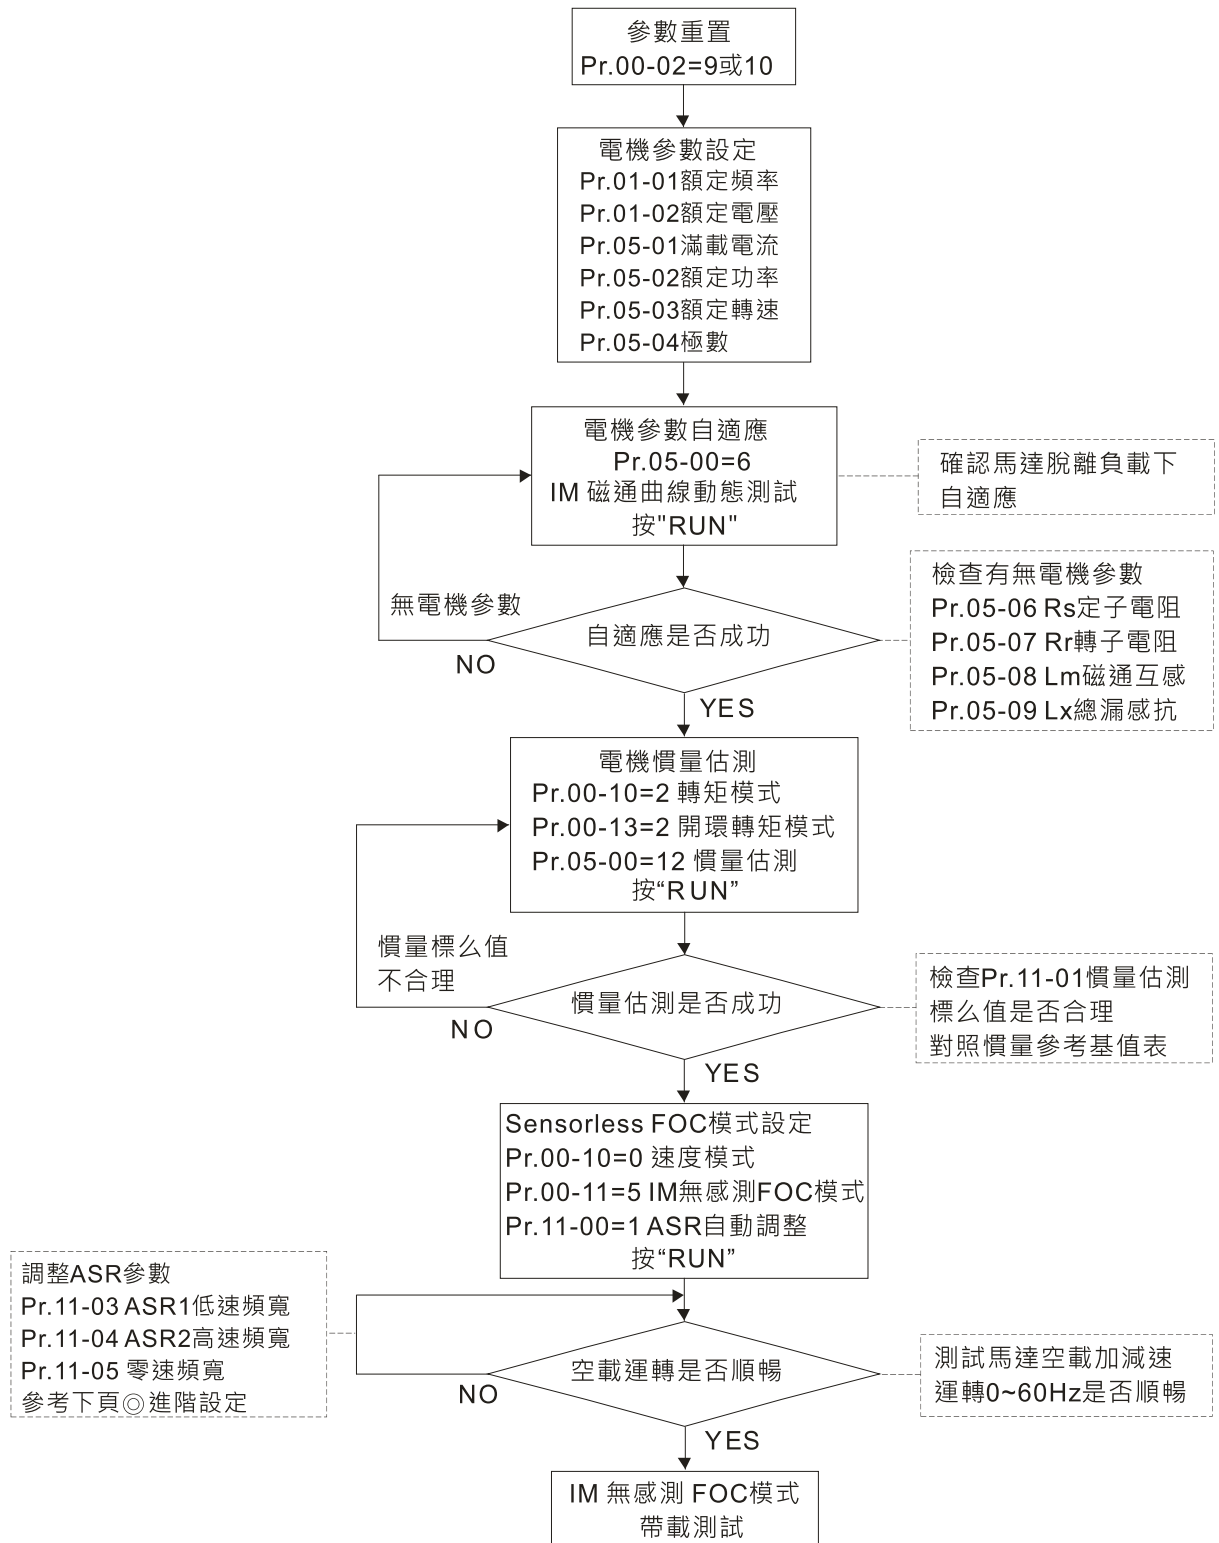 參數重置
Pr.00-02=9或10
電機參數設定
Pr.01-01額定頻率
Pr.01-02額定電壓
Pr.05-01滿載電流
Pr.05-02額定功率
Pr.05-03額定轉速
Pr.05-04極數
電機參數自適應
Pr.05-00=6
IM 磁通曲線動態測試
按"RUN"
確認馬達脫離負載下
自適應
無電機參數
NO
自適應是否成功
YES
檢查有無電機參數
Pr.05-06 Rs定子電阻
Pr.05-07 Rr轉子電阻
Pr.05-08 Lm磁通互感
Pr.05-09 Lx總漏感抗
電機慣量估測
Pr.00-10=2 轉矩模式
Pr.00-13=2 開環轉矩模式
Pr.05-00=12 慣量估測
按“RUN”
慣量標么值
不合理
NO
慣量估測是否成功
YES
檢查Pr.11-01慣量估測
標么值是否合理
對照慣量參考基值表
Sensorless FOC模式設定
Pr.00-10=0 速度模式
Pr.00-11=5 IM無感測FOC模式
Pr.11-00=1 ASR自動調整
按“RUN”
調整ASR參數
Pr.11-03 ASR1低速頻寬
Pr.11-04 ASR2高速頻寬
Pr.11-05 零速頻寬
參考下頁◎進階設定
NO
空載運轉是否順暢
YES
測試馬達空載加減速
運轉0~60Hz是否順暢
IM 無感測 FOC模式
帶載測試